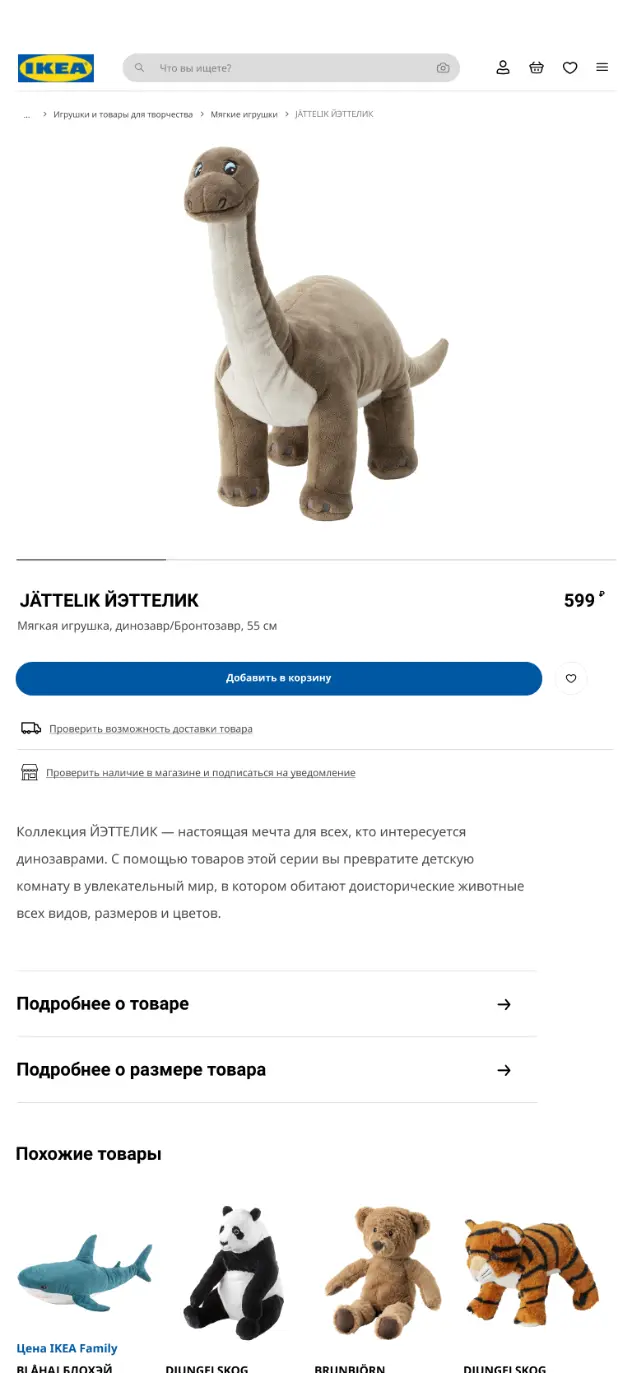 IKEA
Что вы ищете?
... > Игрушки и товары для творчества > Мягкие игрушки > JÄTTELIK ЙЭТТЕЛИК
JÄTTELIK ЙЭТТЕЛИК 599 ₽
Мягкая игрушка, динозавр/Бронтозавр, 55 см
Добавить в корзину
Проверить возможность доставки товара
Проверить наличие в магазине и подписаться на уведомление
Коллекция ЙЭТТЕЛИК — настоящая мечта для всех, кто интересуется
динозаврами. С помощью товаров этой серии вы превратите детскую
комнату в увлекательный мир, в котором обитают доисторические животные
всех видов, размеров и цветов.
Подробнее о товаре
Подробнее о размере товара
Похожие товары
Цена IKEA Family
BLÅHAJ БЛОХЭЙ DJUNGELSKOG BRUNBJÖRN DJUNGELSKOG